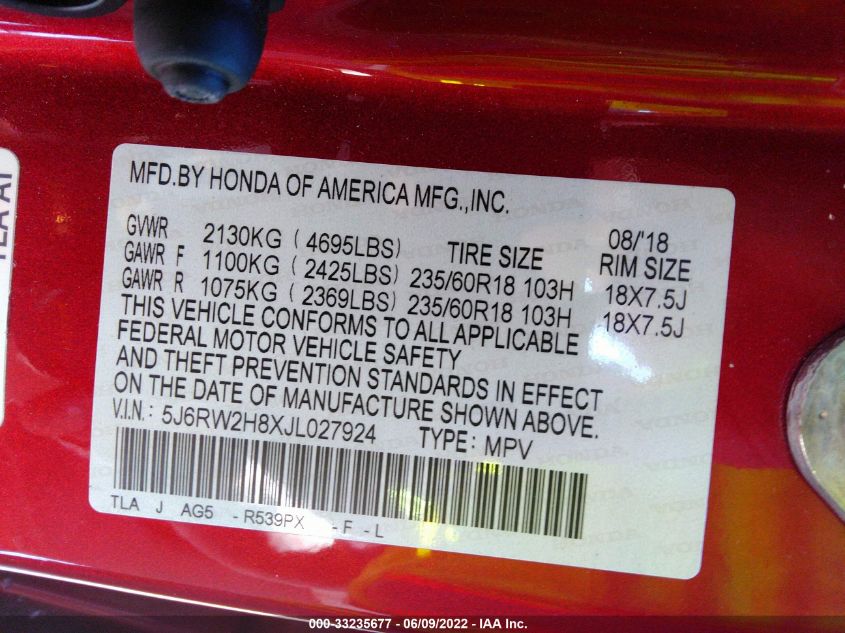 MFD.BY HONDA OF AMERICA MFG.,INC.
08/'18
GVWR 2130KG ( 4695LBS) TIRE SIZE RIM SIZE
GAWR F 1100KG ( 2425LBS) 235/60R18 103H 18X7.5J
GAWR R 1075KG ( 2369LBS) 235/60R18 103H 18X7.5J
THIS VEHICLE CONFORMS TO ALL APPLICABLE
FEDERAL MOTOR VEHICLE SAFETY
AND THEFT PREVENTION STANDARDS IN EFFECT
ON THE DATE OF MANUFACTURE SHOWN ABOVE.
V.I.N.: 5J6RW2H8XJL027924 TYPE: MPV
TLA J AG5 -R539PX -F-L
TLA A1
000-33235677 - 06/09/2022 - IAA Inc.